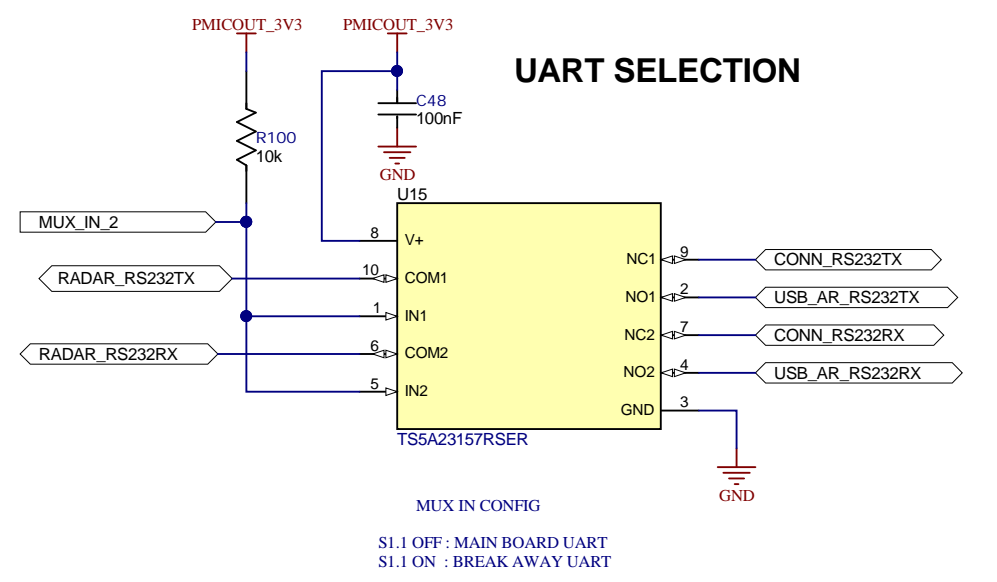 PMICOUT_3V3
PMICOUT_3V3
UART SELECTION
C48
100nF
R100
10k
GND
U15
MUX_IN_2
8
V+
RADAR_RS232TX
10
COM1
1
IN1
RADAR_RS232RX
6
COM2
5
IN2
NC1
9
CONN_RS232TX
NO1
2
USB_AR_RS232TX
NC2
7
CONN_RS232RX
NO2
4
USB_AR_RS232RX
GND
3
TS5A23157RSER
GND
MUX IN CONFIG
S1.1 OFF : MAIN BOARD UART
S1.1 ON : BREAK AWAY UART